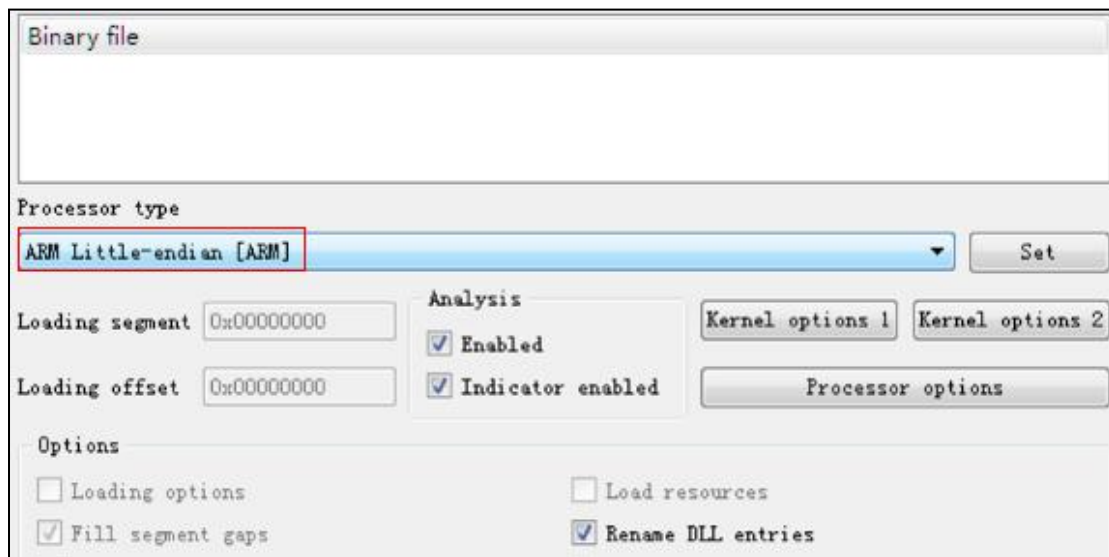 Binary file
Processor type
ARM Little-endian [ARM]
Set
Loading segment
0x00000000
Analysis
Enabled
Kernel options 1
Kernel options 2
Loading offset
0x00000000
Indicator enabled
Processor options
Options
Loading options
Load resources
Fill segment gaps
Rename DLL entries